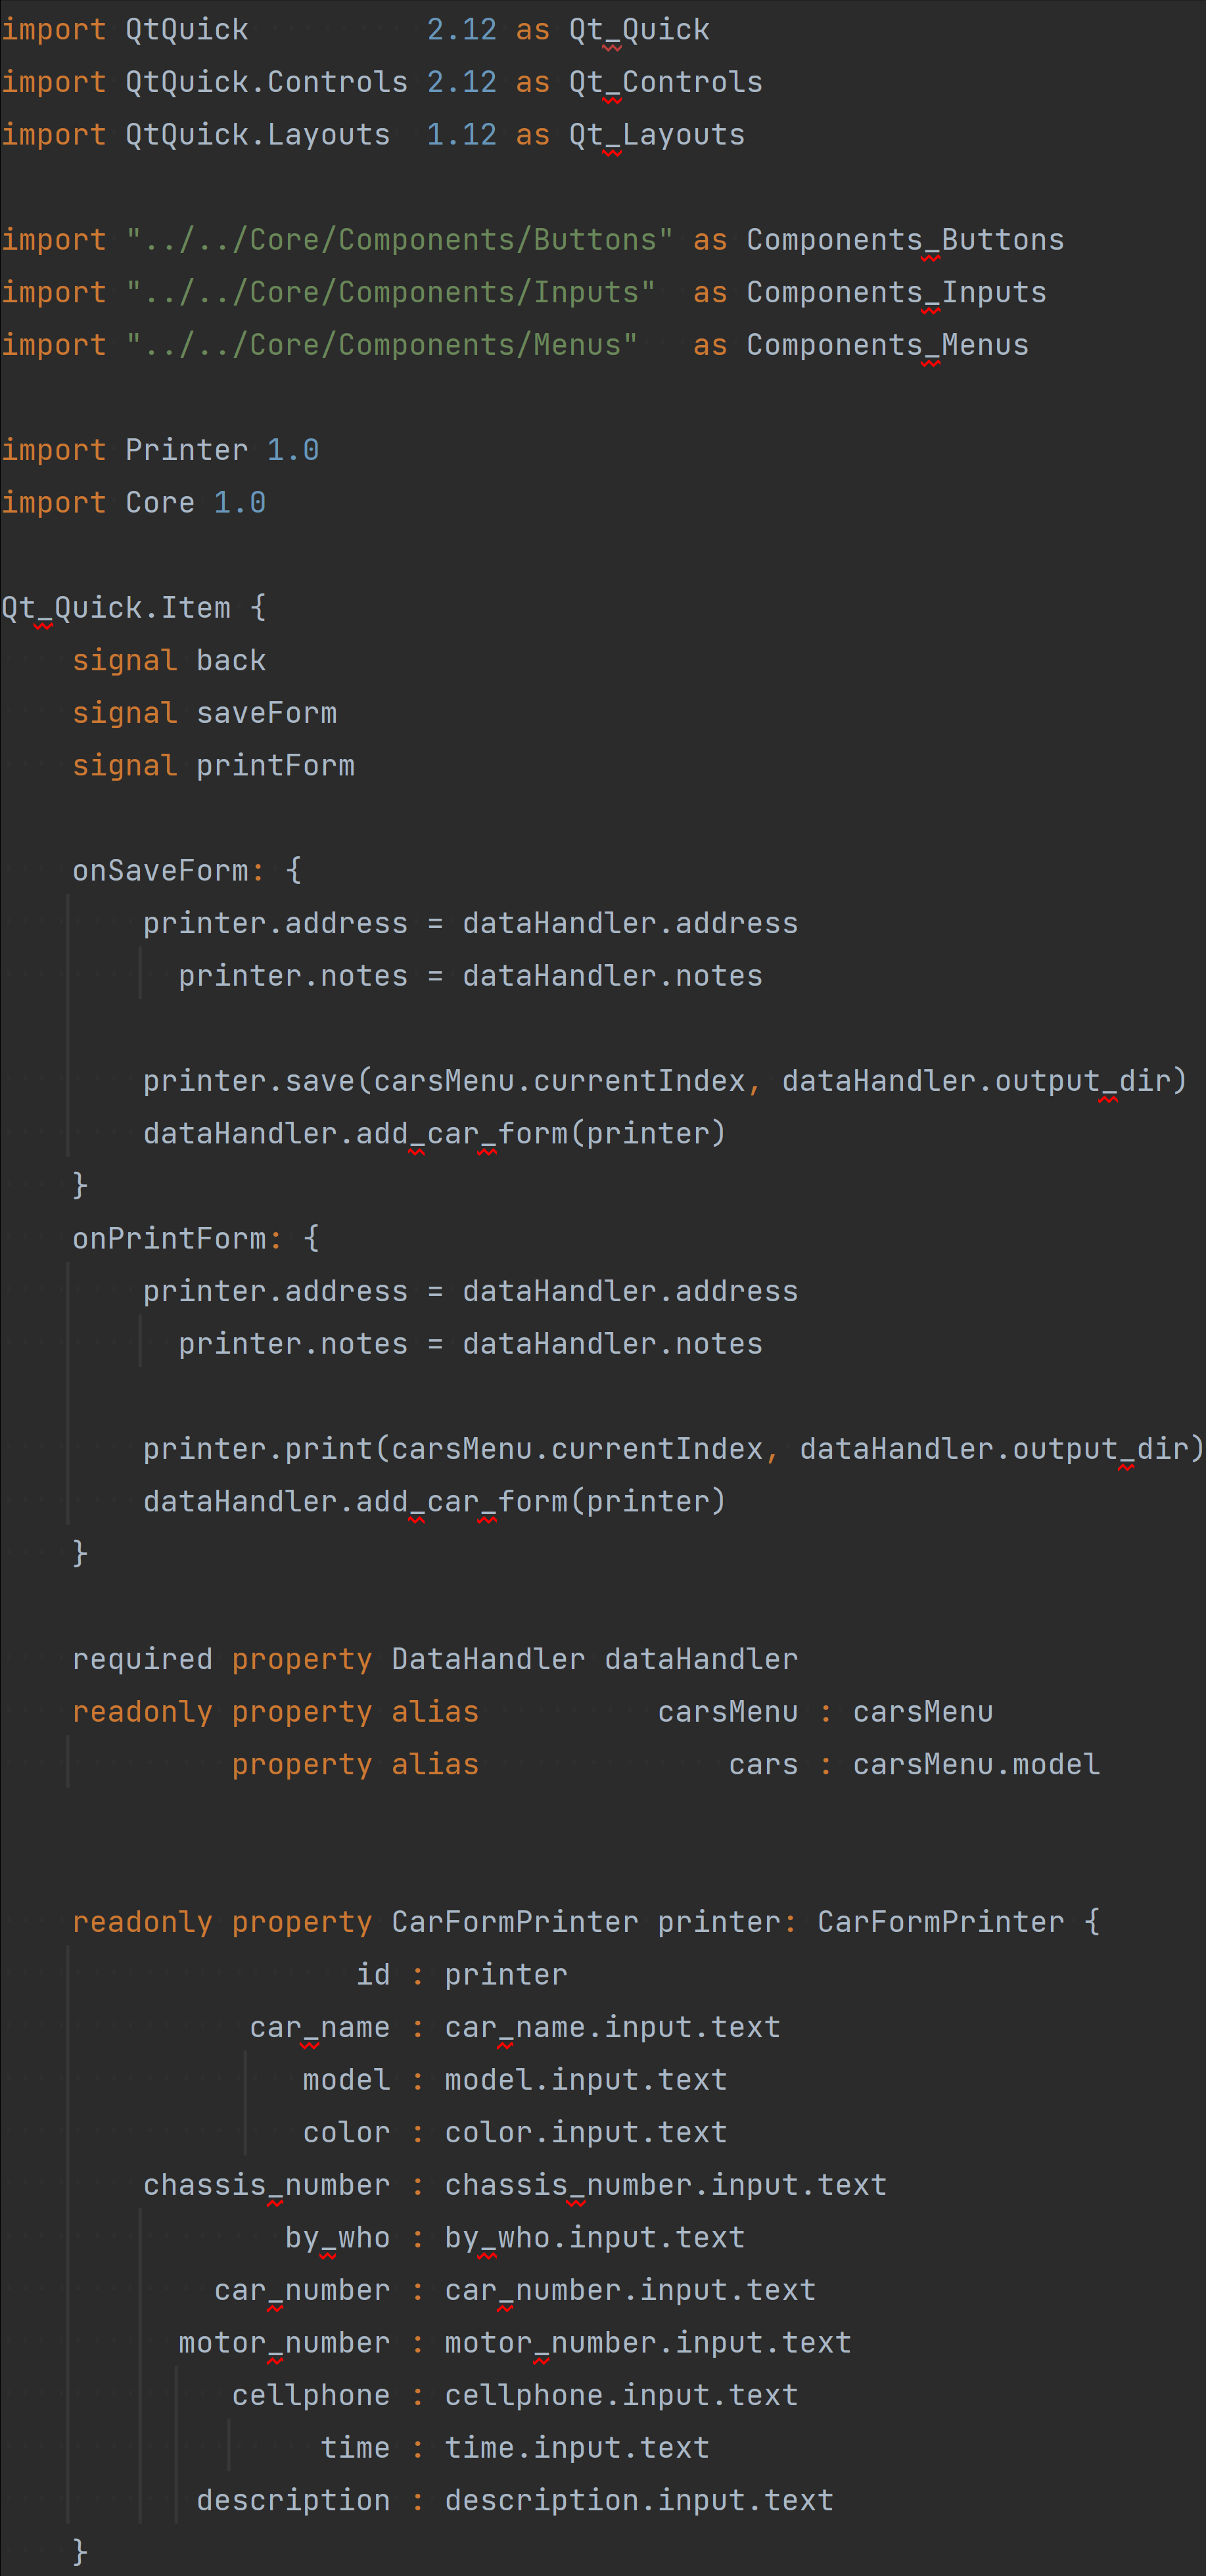 import QtQuick          2.12 as Qt_Quick
import QtQuick.Controls 2.12 as Qt_Controls
import QtQuick.Layouts  1.12 as Qt_Layouts

import "../../Core/Components/Buttons" as Components_Buttons
import "../../Core/Components/Inputs"  as Components_Inputs
import "../../Core/Components/Menus"   as Components_Menus

import Printer 1.0
import Core 1.0

Qt_Quick.Item {
    signal back
    signal saveForm
    signal printForm

    onSaveForm: {
        printer.address = dataHandler.address
          printer.notes = dataHandler.notes

        printer.save(carsMenu.currentIndex, dataHandler.output_dir)
        dataHandler.add_car_form(printer)
    }
    onPrintForm: {
        printer.address = dataHandler.address
          printer.notes = dataHandler.notes

        printer.print(carsMenu.currentIndex, dataHandler.output_dir)
        dataHandler.add_car_form(printer)
    }

    required property DataHandler dataHandler
    readonly property alias          carsMenu : carsMenu
             property alias              cars : carsMenu.model


    readonly property CarFormPrinter printer: CarFormPrinter {
                    id : printer
              car_name : car_name.input.text
                 model : model.input.text
                 color : color.input.text
        chassis_number : chassis_number.input.text
                by_who : by_who.input.text
            car_number : car_number.input.text
          motor_number : motor_number.input.text
             cellphone : cellphone.input.text
                  time : time.input.text
           description : description.input.text
    }